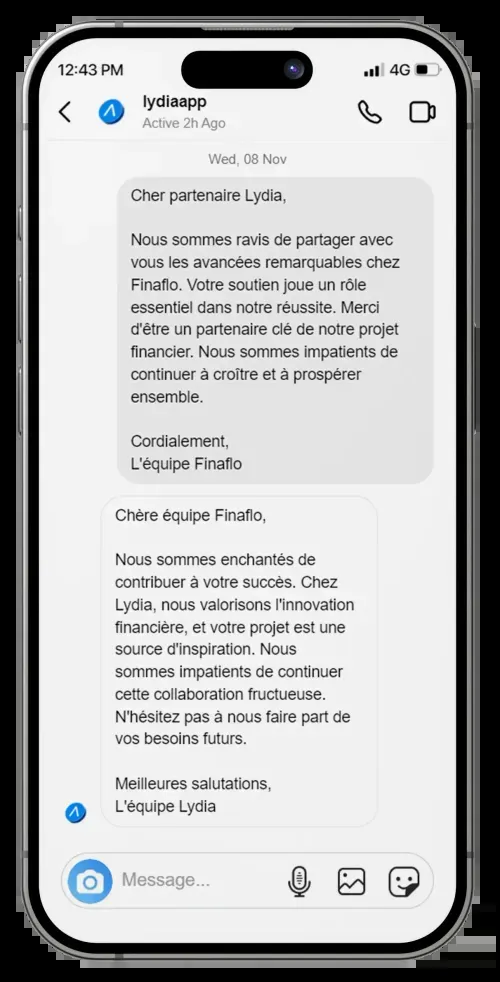 12:43 PM
4G
lydiaapp
Active 2h Ago
Wed, 08 Nov
Cher partenaire Lydia,
Nous sommes ravis de partager avec
vous les avancées remarquables chez
Finaflo. Votre soutien joue un rôle
essentiel dans notre réussite. Merci
d'être un partenaire clé de notre projet
financier. Nous sommes impatients de
continuer à croître et à prospérer
ensemble.
Cordialement,
L'équipe Finaflo
Chère équipe Finaflo,
Nous sommes enchantés de
contribuer à votre succès. Chez
Lydia, nous valorisons l'innovation
financière, et votre projet est une
source d'inspiration. Nous
sommes impatients de continuer
cette collaboration fructueuse.
N'hésitez pas à nous faire part de
vos besoins futurs.
Meilleures salutations,
L'équipe Lydia
Message...